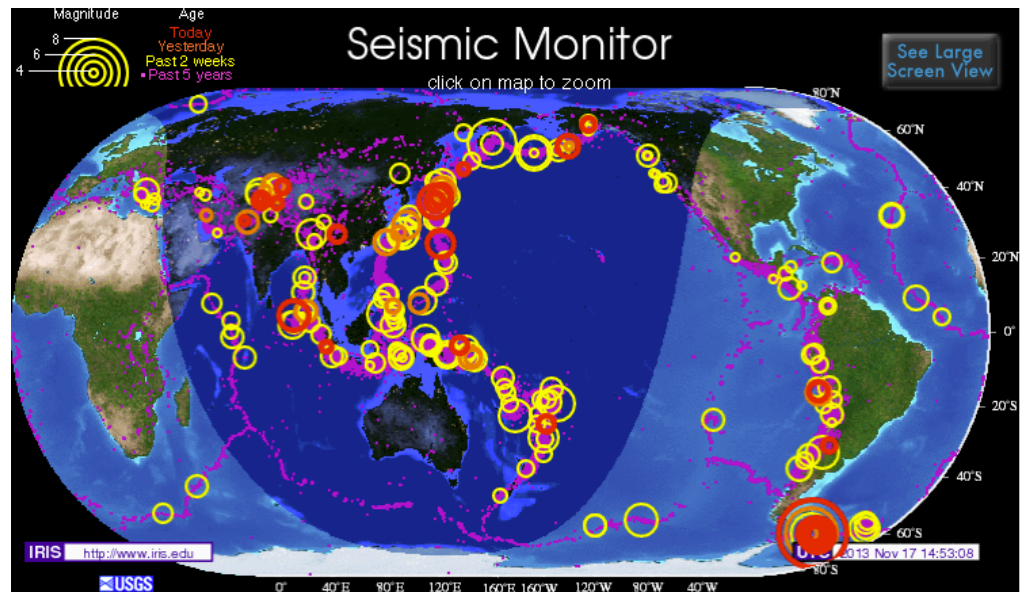 Magnitude
Age
8
6
4
Today
Yesterday
Past 2 weeks
Past 5 years
Seismic Monitor
click on map to zoom
See Large
Screen View
80°N
60°N
40°N
20°N
0°
20°S
40°S
60°S
80°S
IRIS http://www.iris.edu
UTC 2013 Nov 17 14:53:08
USGS
0° 40°E 80°E 120°E 160°E 160°W 120°W 80°W 40°W